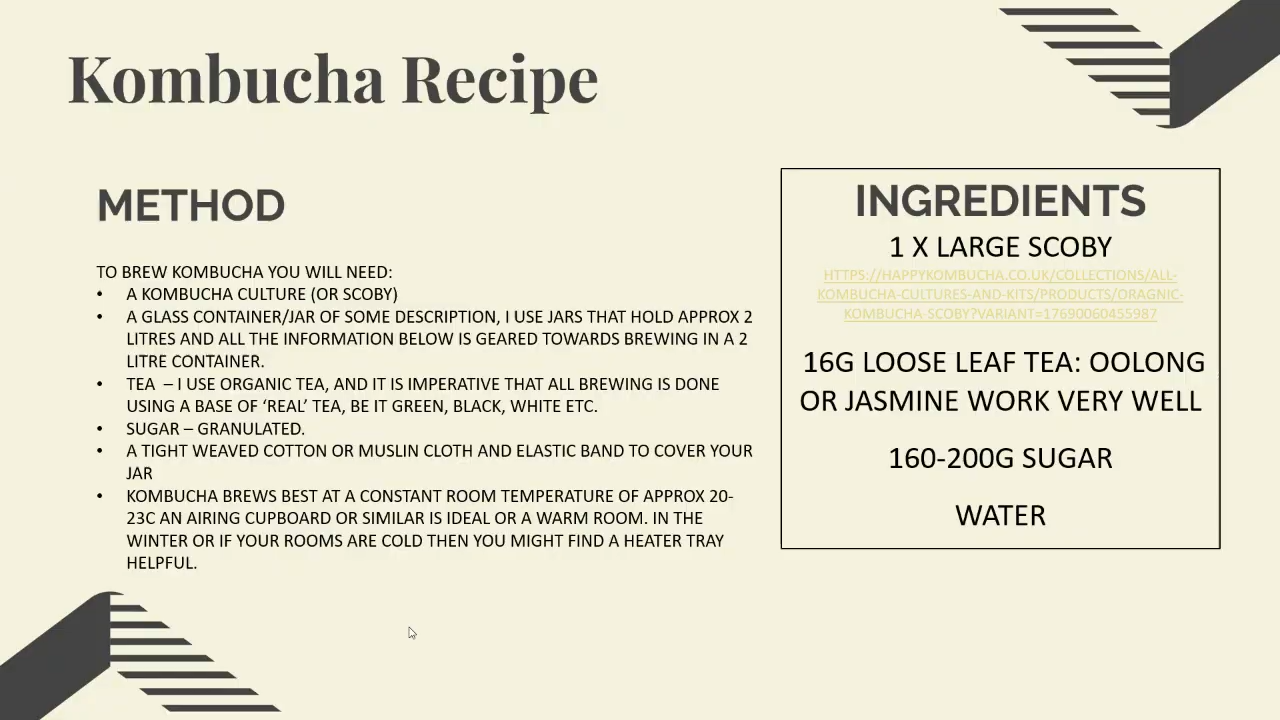 Kombucha Recipe
METHOD
TO BREW KOMBUCHA YOU WILL NEED:
• A KOMBUCHA CULTURE (OR SCOBY)
• A GLASS CONTAINER/JAR OF SOME DESCRIPTION, I USE JARS THAT HOLD APPROX 2
LITRES AND ALL THE INFORMATION BELOW IS GEARED TOWARDS BREWING IN A 2
LITRE CONTAINER.
• TEA – I USE ORGANIC TEA, AND IT IS IMPERATIVE THAT ALL BREWING IS DONE
USING A BASE OF ‘REAL’ TEA, BE IT GREEN, BLACK, WHITE ETC.
• SUGAR – GRANULATED.
• A TIGHT WEAVED COTTON OR MUSLIN CLOTH AND ELASTIC BAND TO COVER YOUR
JAR
• KOMBUCHA BREWS BEST AT A CONSTANT ROOM TEMPERATURE OF APPROX 20-
23C AN AIRING CUPBOARD OR SIMILAR IS IDEAL OR A WARM ROOM. IN THE
WINTER OR IF YOUR ROOMS ARE COLD THEN YOU MIGHT FIND A HEATER TRAY
HELPFUL.
INGREDIENTS
1 X LARGE SCOBY
HTTPS://HAPPYKOMBUCHA.CO.UK/COLLECTIONS/ALL-
KOMBUCHA-CULTURES-AND-KITS/PRODUCTS/ORAGNIC-
KOMBUCHA-SCOBY?VARIANT=17690060455987
16G LOOSE LEAF TEA: OOLONG
OR JASMINE WORK VERY WELL
160-200G SUGAR
WATER